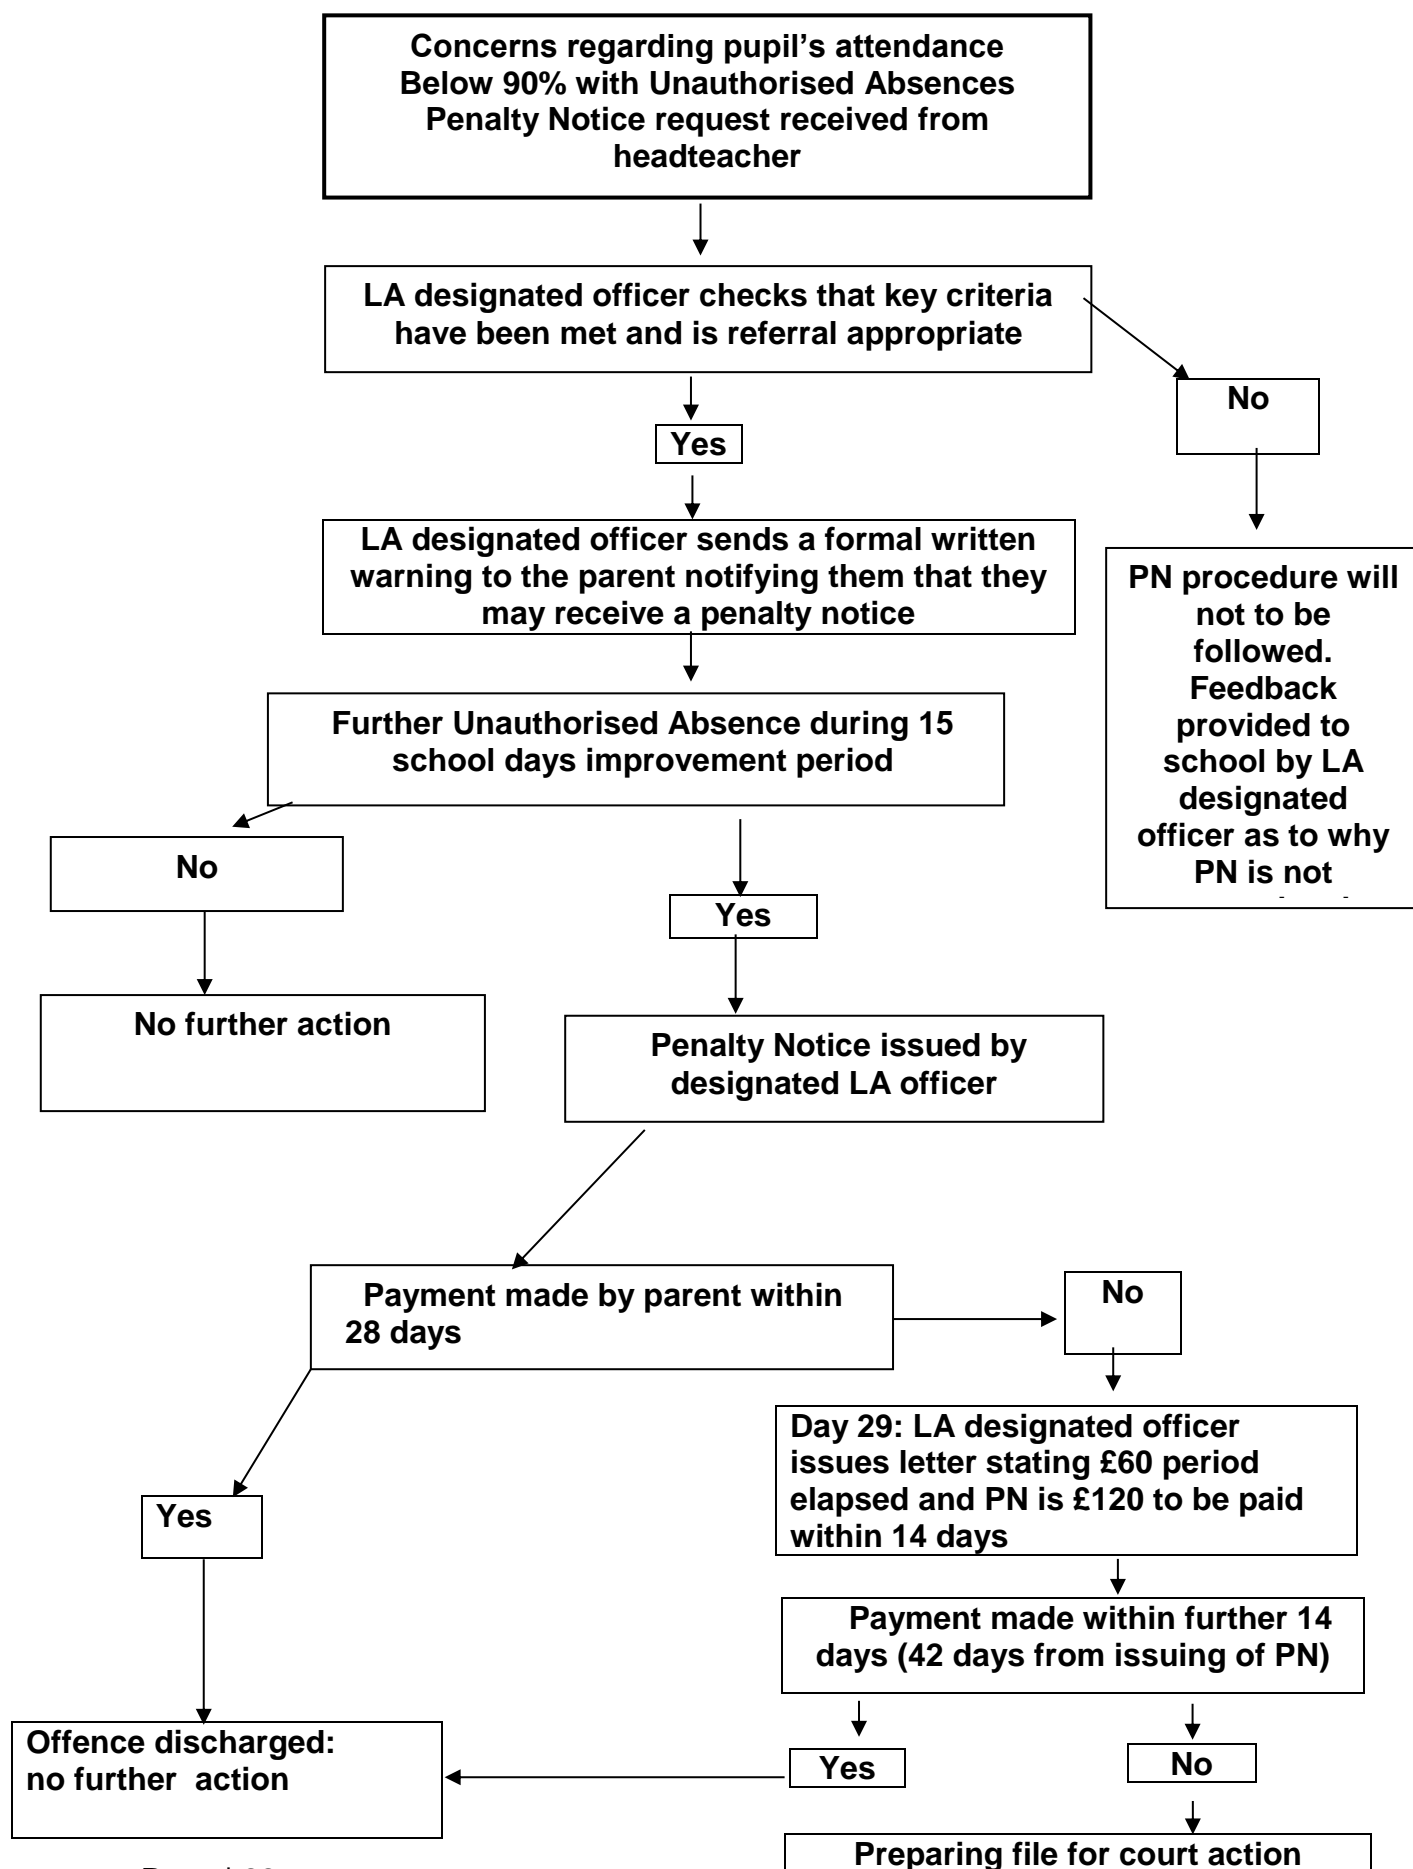 Concerns regarding pupil’s attendance
Below 90% with Unauthorised Absences
Penalty Notice request received from
headteacher
LA designated officer checks that key criteria
have been met and is referral appropriate
No
Yes
LA designated officer sends a formal written
warning to the parent notifying them that they
may receive a penalty notice
PN procedure will
not to be
followed.
Feedback
provided to
school by LA
designated
officer as to why
PN is not
Further Unauthorised Absence during 15
school days improvement period
No
Yes
No further action
Penalty Notice issued by
designated LA officer
Payment made by parent within
28 days
No
Day 29: LA designated officer
issues letter stating £60 period
elapsed and PN is £120 to be paid
within 14 days
Yes
Payment made within further 14
days (42 days from issuing of PN)
Offence discharged:
no further  action
Yes
No
Preparing file for court action